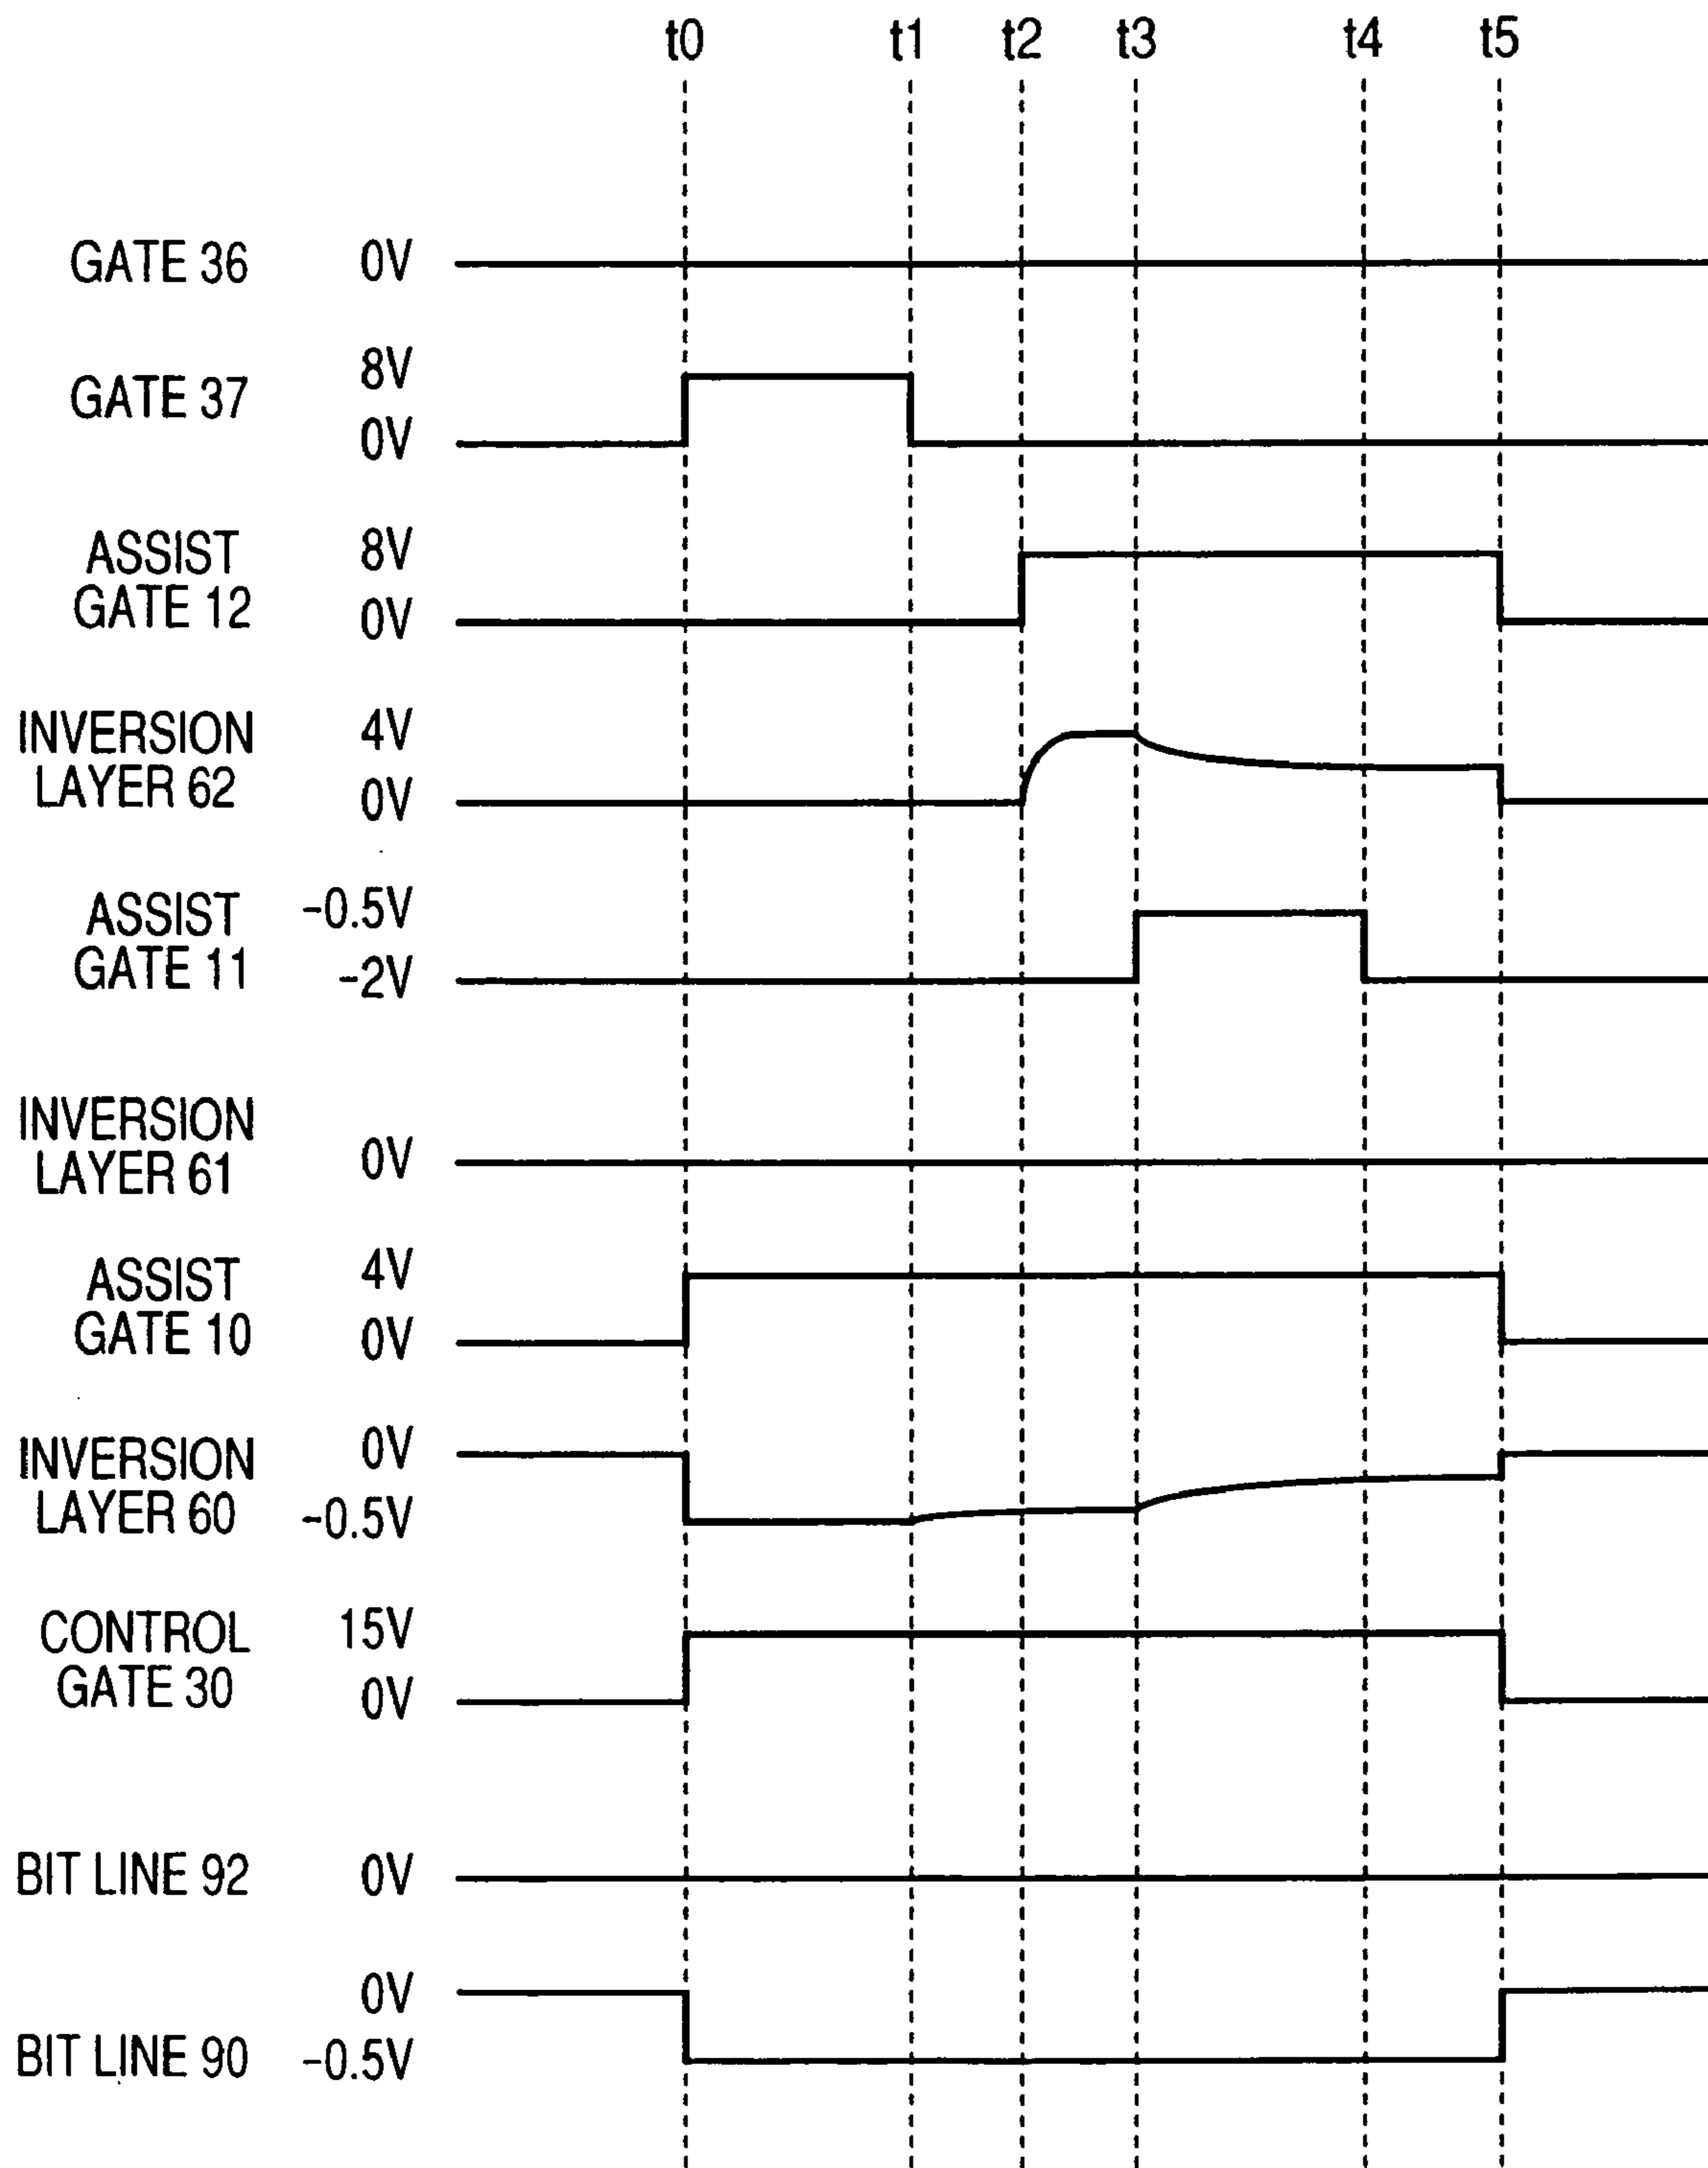 t0 t1 t2 t3 t4 t5
GATE 36 0V
GATE 37 8V
0V
ASSIST 8V
GATE 12 0V
INVERSION 4V
LAYER 62 0V
ASSIST -0.5V
GATE 11 -2V
INVERSION
LAYER 61 0V
ASSIST 4V
GATE 10 0V
INVERSION 0V
LAYER 60 -0.5V
CONTROL 15V
GATE 30 0V
BIT LINE 92 0V
0V
BIT LINE 90 -0.5V